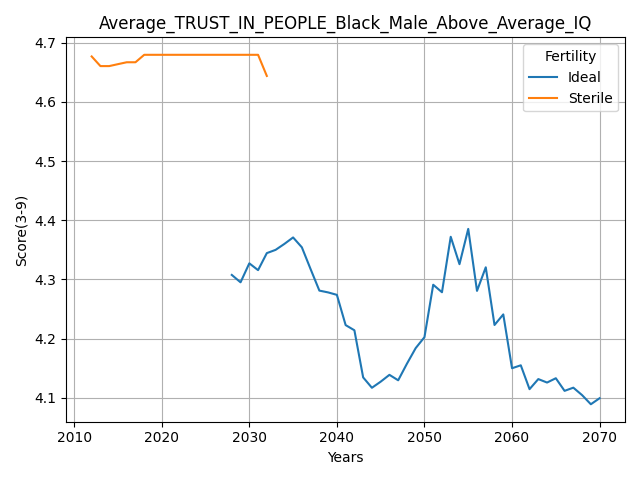 Average_TRUST_IN_PEOPLE_Black_Male_Above_Average_IQ
Fertility
Ideal
Sterile
Score(3-9)
4.7
4.6
4.5
4.4
4.3
4.2
4.1
2010 2020 2030 2040 2050 2060 2070
Years